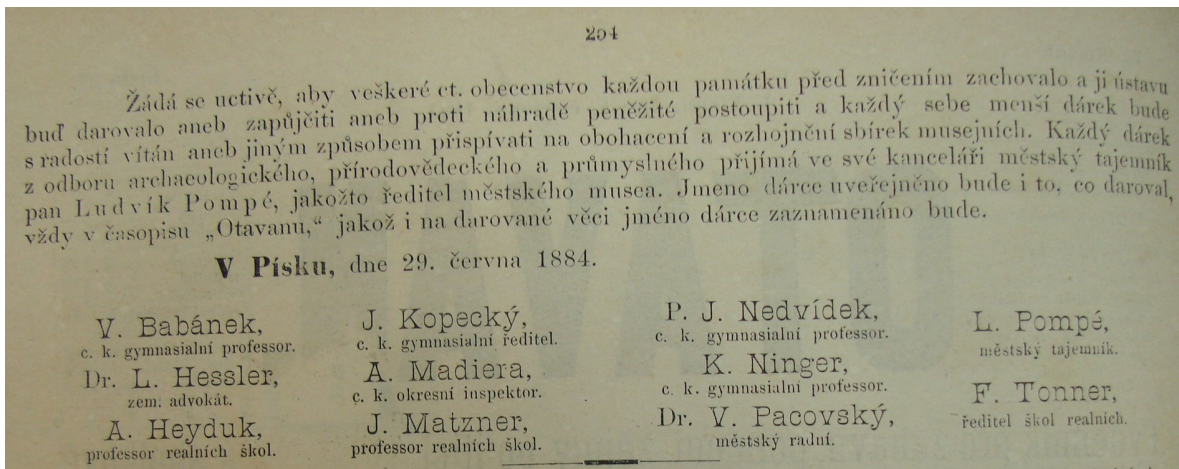 204
Žádá se uctivě, aby veškeré ct. obecenstvo každou památku před zničením zachovalo a ji ústavu
buď darovalo aneb zapůjčiti aneb proti náhradě peněžité postoupiti a každý sebe menší dárek bude
s radostí vítán aneb jiným způsobem přispívati na obohacení a rozhojnění sbírek musejních. Každý dárek
z odboru archaeologického, přírodovědeckého a průmyslného přijímá ve své kanceláři městský tajemník
pan Ludvík Pompé, jakožto ředitel městského musea. Jmeno dárce uveřejněno bude i to, co daroval,
vždy v časopisu „Otavanu,“ jakož i na darované věci jméno dárce zaznamenáno bude.
V Písku, dne 29. června 1884.
V. Babánek,
c. k. gymnasialní professor.
Dr. L. Hessler,
zem. advokát.
A. Heyduk,
professor realních škol.
J. Kopecký,
c. k. gymnasialní ředitel.
A. Madiera,
c. k. okresní inspektor.
J. Matzner,
professor realních škol.
P. J. Nedvídek,
c. k. gymnasialní professor.
K. Ninger,
c. k. gymnasialní professor.
Dr. V. Pacovský,
městský radní.
L. Pompé,
městský tajemník.
F. Tonner,
ředitel škol realních.